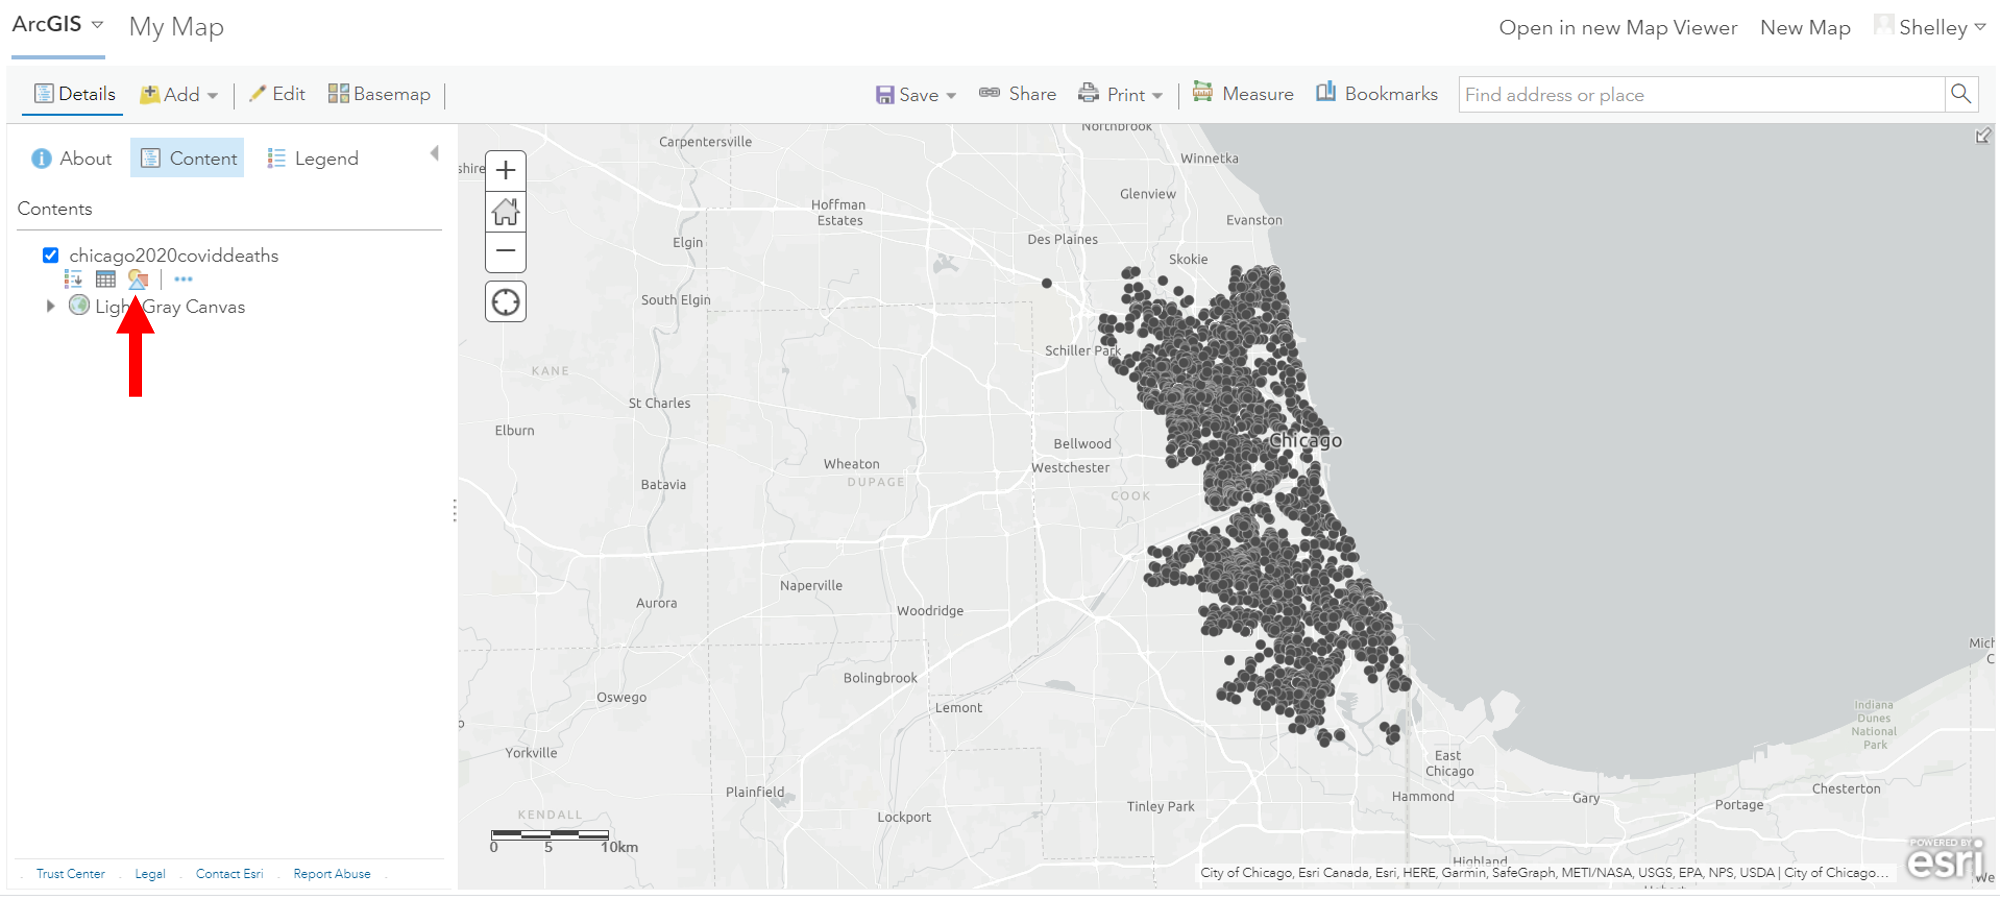 ArcGIS My Map Open in new Map Viewer New Map Shelley
Details Add Edit Basemap Save Share Print Measure Bookmarks Find address or place
About Content Legend
Contents
chicago2020coviddeaths
Light Gray Canvas
Trust Center Legal Contact Esri Report Abuse
Northbrook
Carpentersville
Winnetka
shire
Glenview
Hoffman
Estates
Evanston
Des Plaines
Elgin
Skokie
South Elgin
Schiller Park
KANE
St Charles
Elburn
Chicago
Bellwood
Wheaton
Westchester
DUPAGE
Batavia
COOK
Naperville
Aurora
Woodridge
Mich
C
Bolingbrook
Oswego
Lemont
o
Indiana
Dunes
National
Park
Yorkville
East
Chicago
Plainfield
Chesterton
Hammond
Gary
Portage
Tinley Park
KENDALL
Lockport
0 5 10km
Highland
POWERED BY
esri
City of Chicago, Esri Canada, Esri, HERE, Garmin, SafeGraph, METI/NASA, USGS, EPA, NPS, USDA | City of Chicago...
We